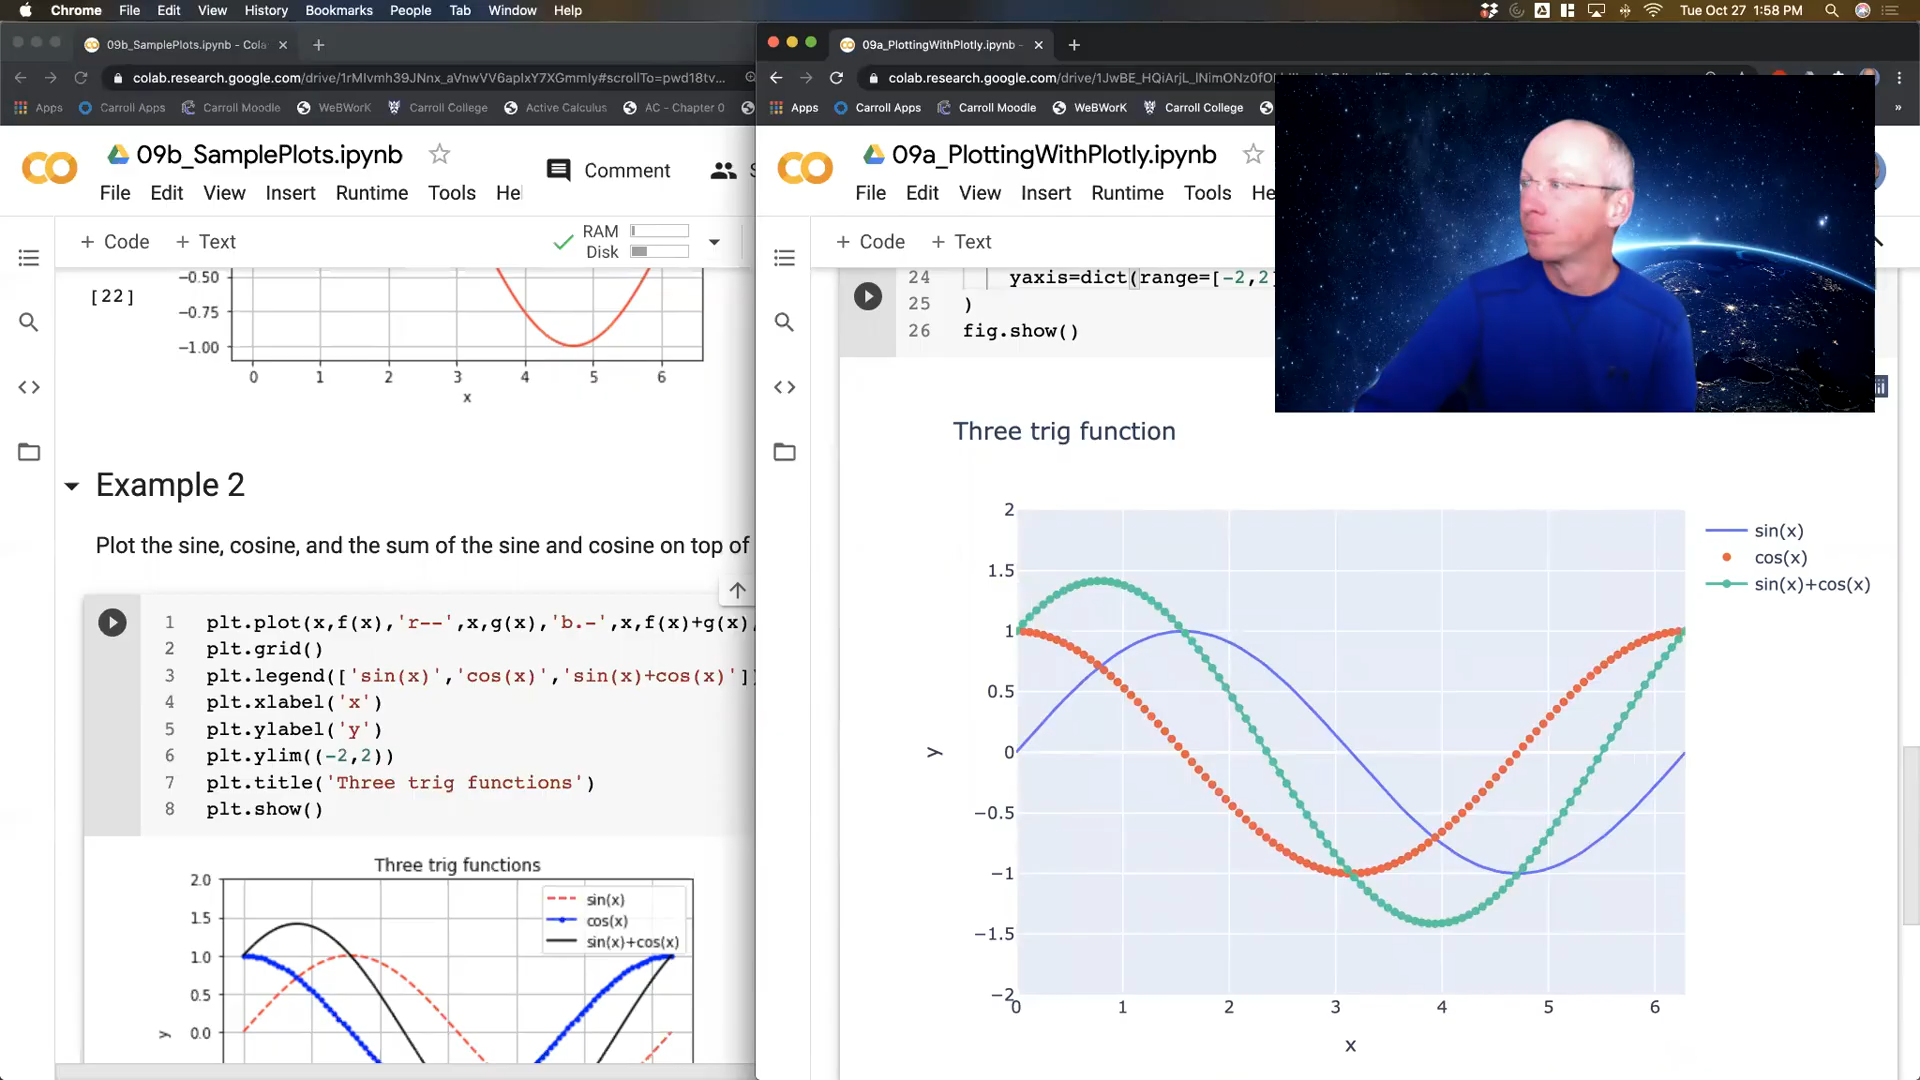 Chrome File Edit View History Bookmarks People Tab Window Help
Tue Oct 27 1:58 PM
09b_SamplePlots.ipynb - Cola
colab.research.google.com/drive/1rMIvmh39JNnx_aVnwVV6aplxY7XGmmly#scrollTo=pwd18tv...
Apps Carroll Apps Carroll Moodle WeBWorK Carroll College Active Calculus AC - Chapter 0
09b_SamplePlots.ipynb
Comment
File Edit View Insert Runtime Tools He
+ Code + Text
RAM
Disk
[22]
−0.50
−0.75
−1.00
0 1 2 3 4 5 6
x
Example 2
Plot the sine, cosine, and the sum of the sine and cosine on top of
1 plt.plot(x,f(x),'r--',x,g(x),'b.-',x,f(x)+g(x),
2 plt.grid()
3 plt.legend(['sin(x)','cos(x)','sin(x)+cos(x)'])
4 plt.xlabel('x')
5 plt.ylabel('y')
6 plt.ylim((-2,2))
7 plt.title('Three trig functions')
8 plt.show()
Three trig functions
2.0
1.5
1.0
0.5
0.0
y
sin(x)
cos(x)
sin(x)+cos(x)
09a_PlottingWithPlotly.ipynb -
Apps Carroll Apps Carroll Moodle WeBWorK Carroll College
09a_PlottingWithPlotly.ipynb
File Edit View Insert Runtime Tools He
+ Code + Text
24 yaxis=dict(range=[-2,2]
25 )
26 fig.show()
Three trig function
2
1.5
1
0.5
0
−0.5
−1
−1.5
−2
y
0 1 2 3 4 5 6
x
sin(x)
cos(x)
sin(x)+cos(x)